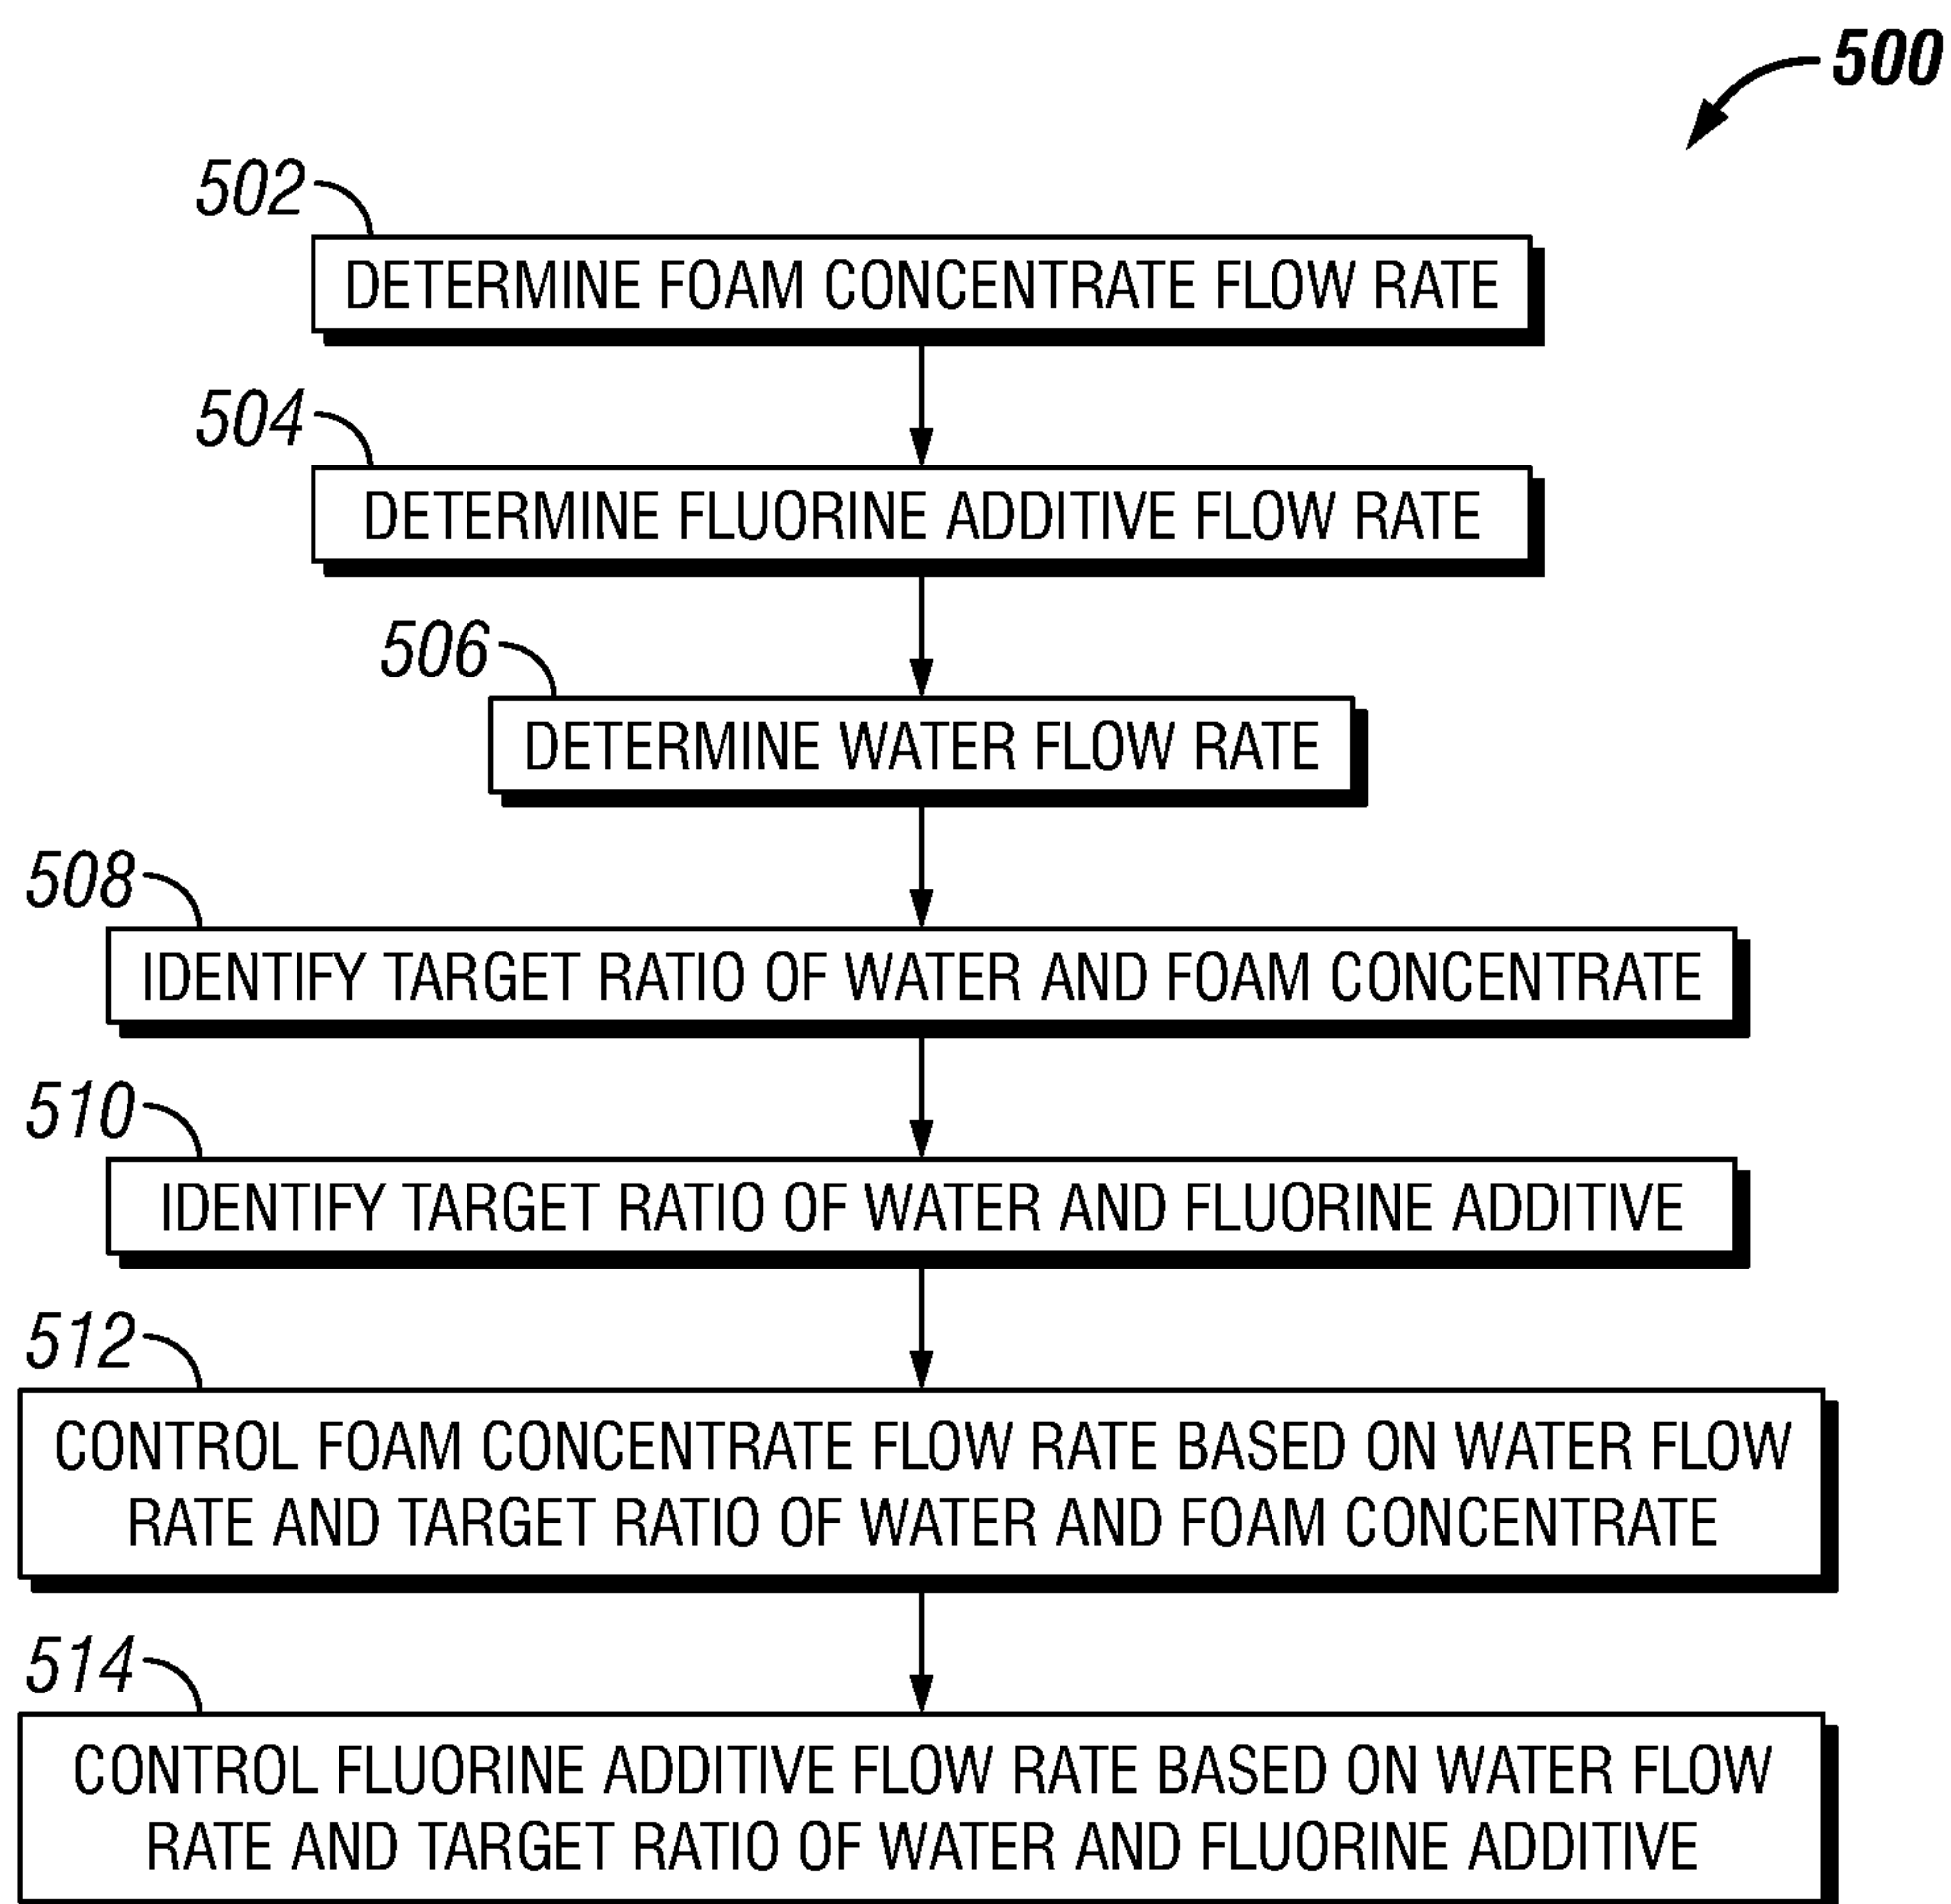 500
502
DETERMINE FOAM CONCENTRATE FLOW RATE
504
DETERMINE FLUORINE ADDITIVE FLOW RATE
506
DETERMINE WATER FLOW RATE
508
IDENTIFY TARGET RATIO OF WATER AND FOAM CONCENTRATE
510
IDENTIFY TARGET RATIO OF WATER AND FLUORINE ADDITIVE
512
CONTROL FOAM CONCENTRATE FLOW RATE BASED ON WATER FLOW
RATE AND TARGET RATIO OF WATER AND FOAM CONCENTRATE
514
CONTROL FLUORINE ADDITIVE FLOW RATE BASED ON WATER FLOW
RATE AND TARGET RATIO OF WATER AND FLUORINE ADDITIVE